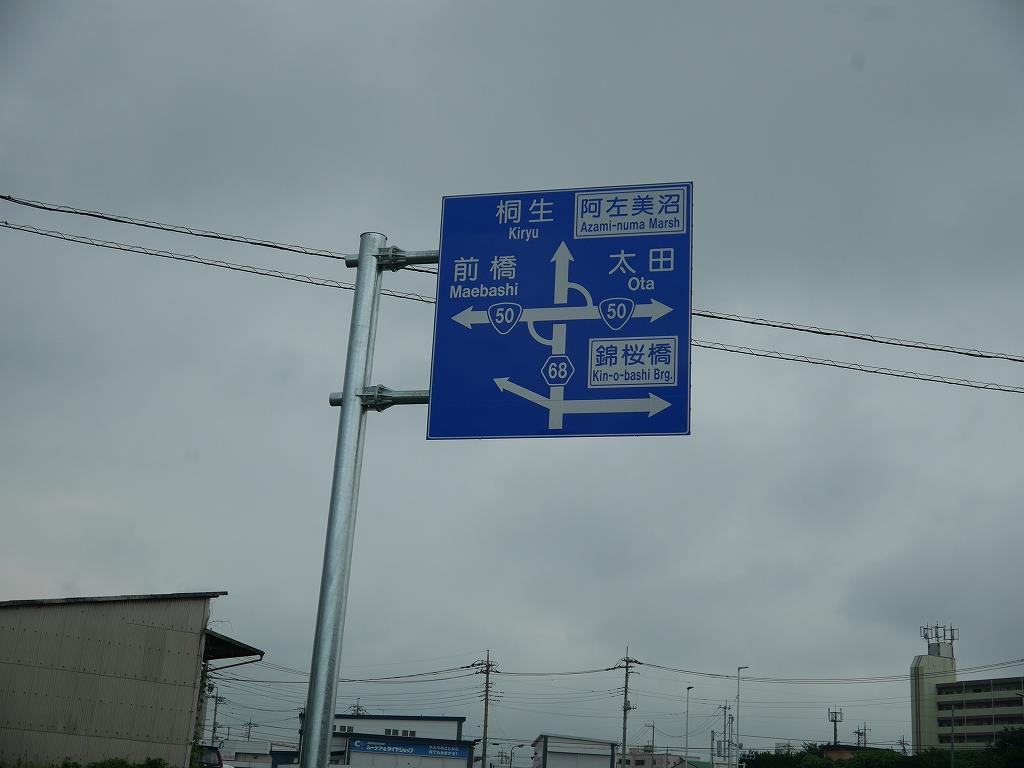 桐生
Kiryu
阿左美沼
Azami-numa Marsh
前橋
Maebashi
太田
Ota
50
50
錦桜橋
Kin-o-bashi Brg.
68